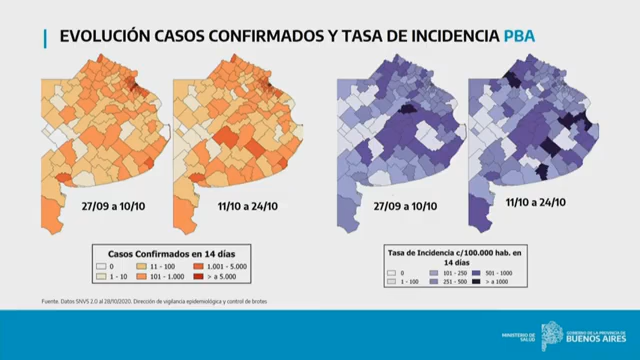 EVOLUCIÓN CASOS CONFIRMADOS Y TASA DE INCIDENCIA PBA
27/09 a 10/10
11/10 a 24/10
27/09 a 10/10
11/10 a 24/10
Casos Confirmados en 14 días
0
11 - 100
1.001 - 5.000
1 - 10
101 - 1.000
> a 5.000
Tasa de Incidencia c/100.000 hab. en
14 días
0
101 - 250
501 - 1000
1 - 100
251 - 500
> a 1000
Fuente. Datos SNVS 2.0 al 28/10/2020. Dirección de vigilancia epidemiológica y control de brotes
MINISTERIO DE
SALUD
GOBIERNO DE LA PROVINCIA DE
BUENOS AIRES